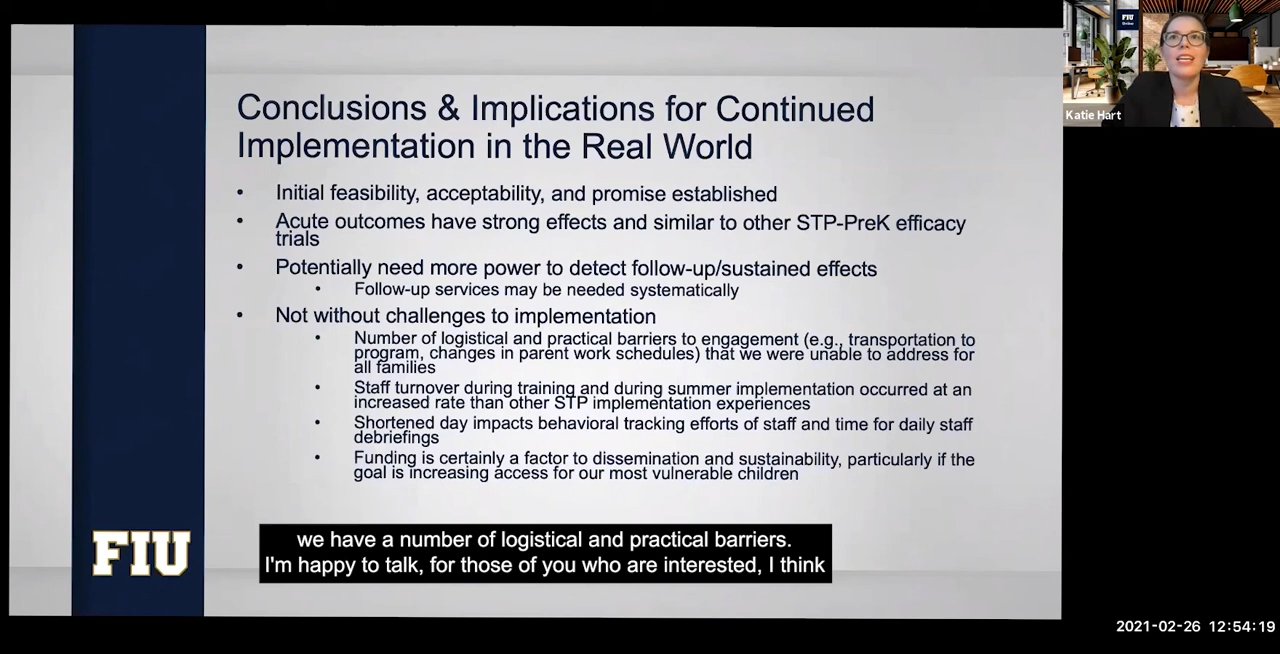 Conclusions & Implications for Continued
Implementation in the Real World
• Initial feasibility, acceptability, and promise established
• Acute outcomes have strong effects and similar to other STP-PreK efficacy
trials
• Potentially need more power to detect follow-up/sustained effects
• Follow-up services may be needed systematically
• Not without challenges to implementation
• Number of logistical and practical barriers to engagement (e.g., transportation to
program, changes in parent work schedules) that we were unable to address for
all families
• Staff turnover during training and during summer implementation occurred at an
increased rate than other STP implementation experiences
• Shortened day impacts behavioral tracking efforts of staff and time for daily staff
debriefings
• Funding is certainly a factor to dissemination and sustainability, particularly if the
goal is increasing access for our most vulnerable children
FIU
we have a number of logistical and practical barriers.
I'm happy to talk, for those of you who are interested, I think
FIU
Online
Katie Hart
2021-02-26 12:54:19